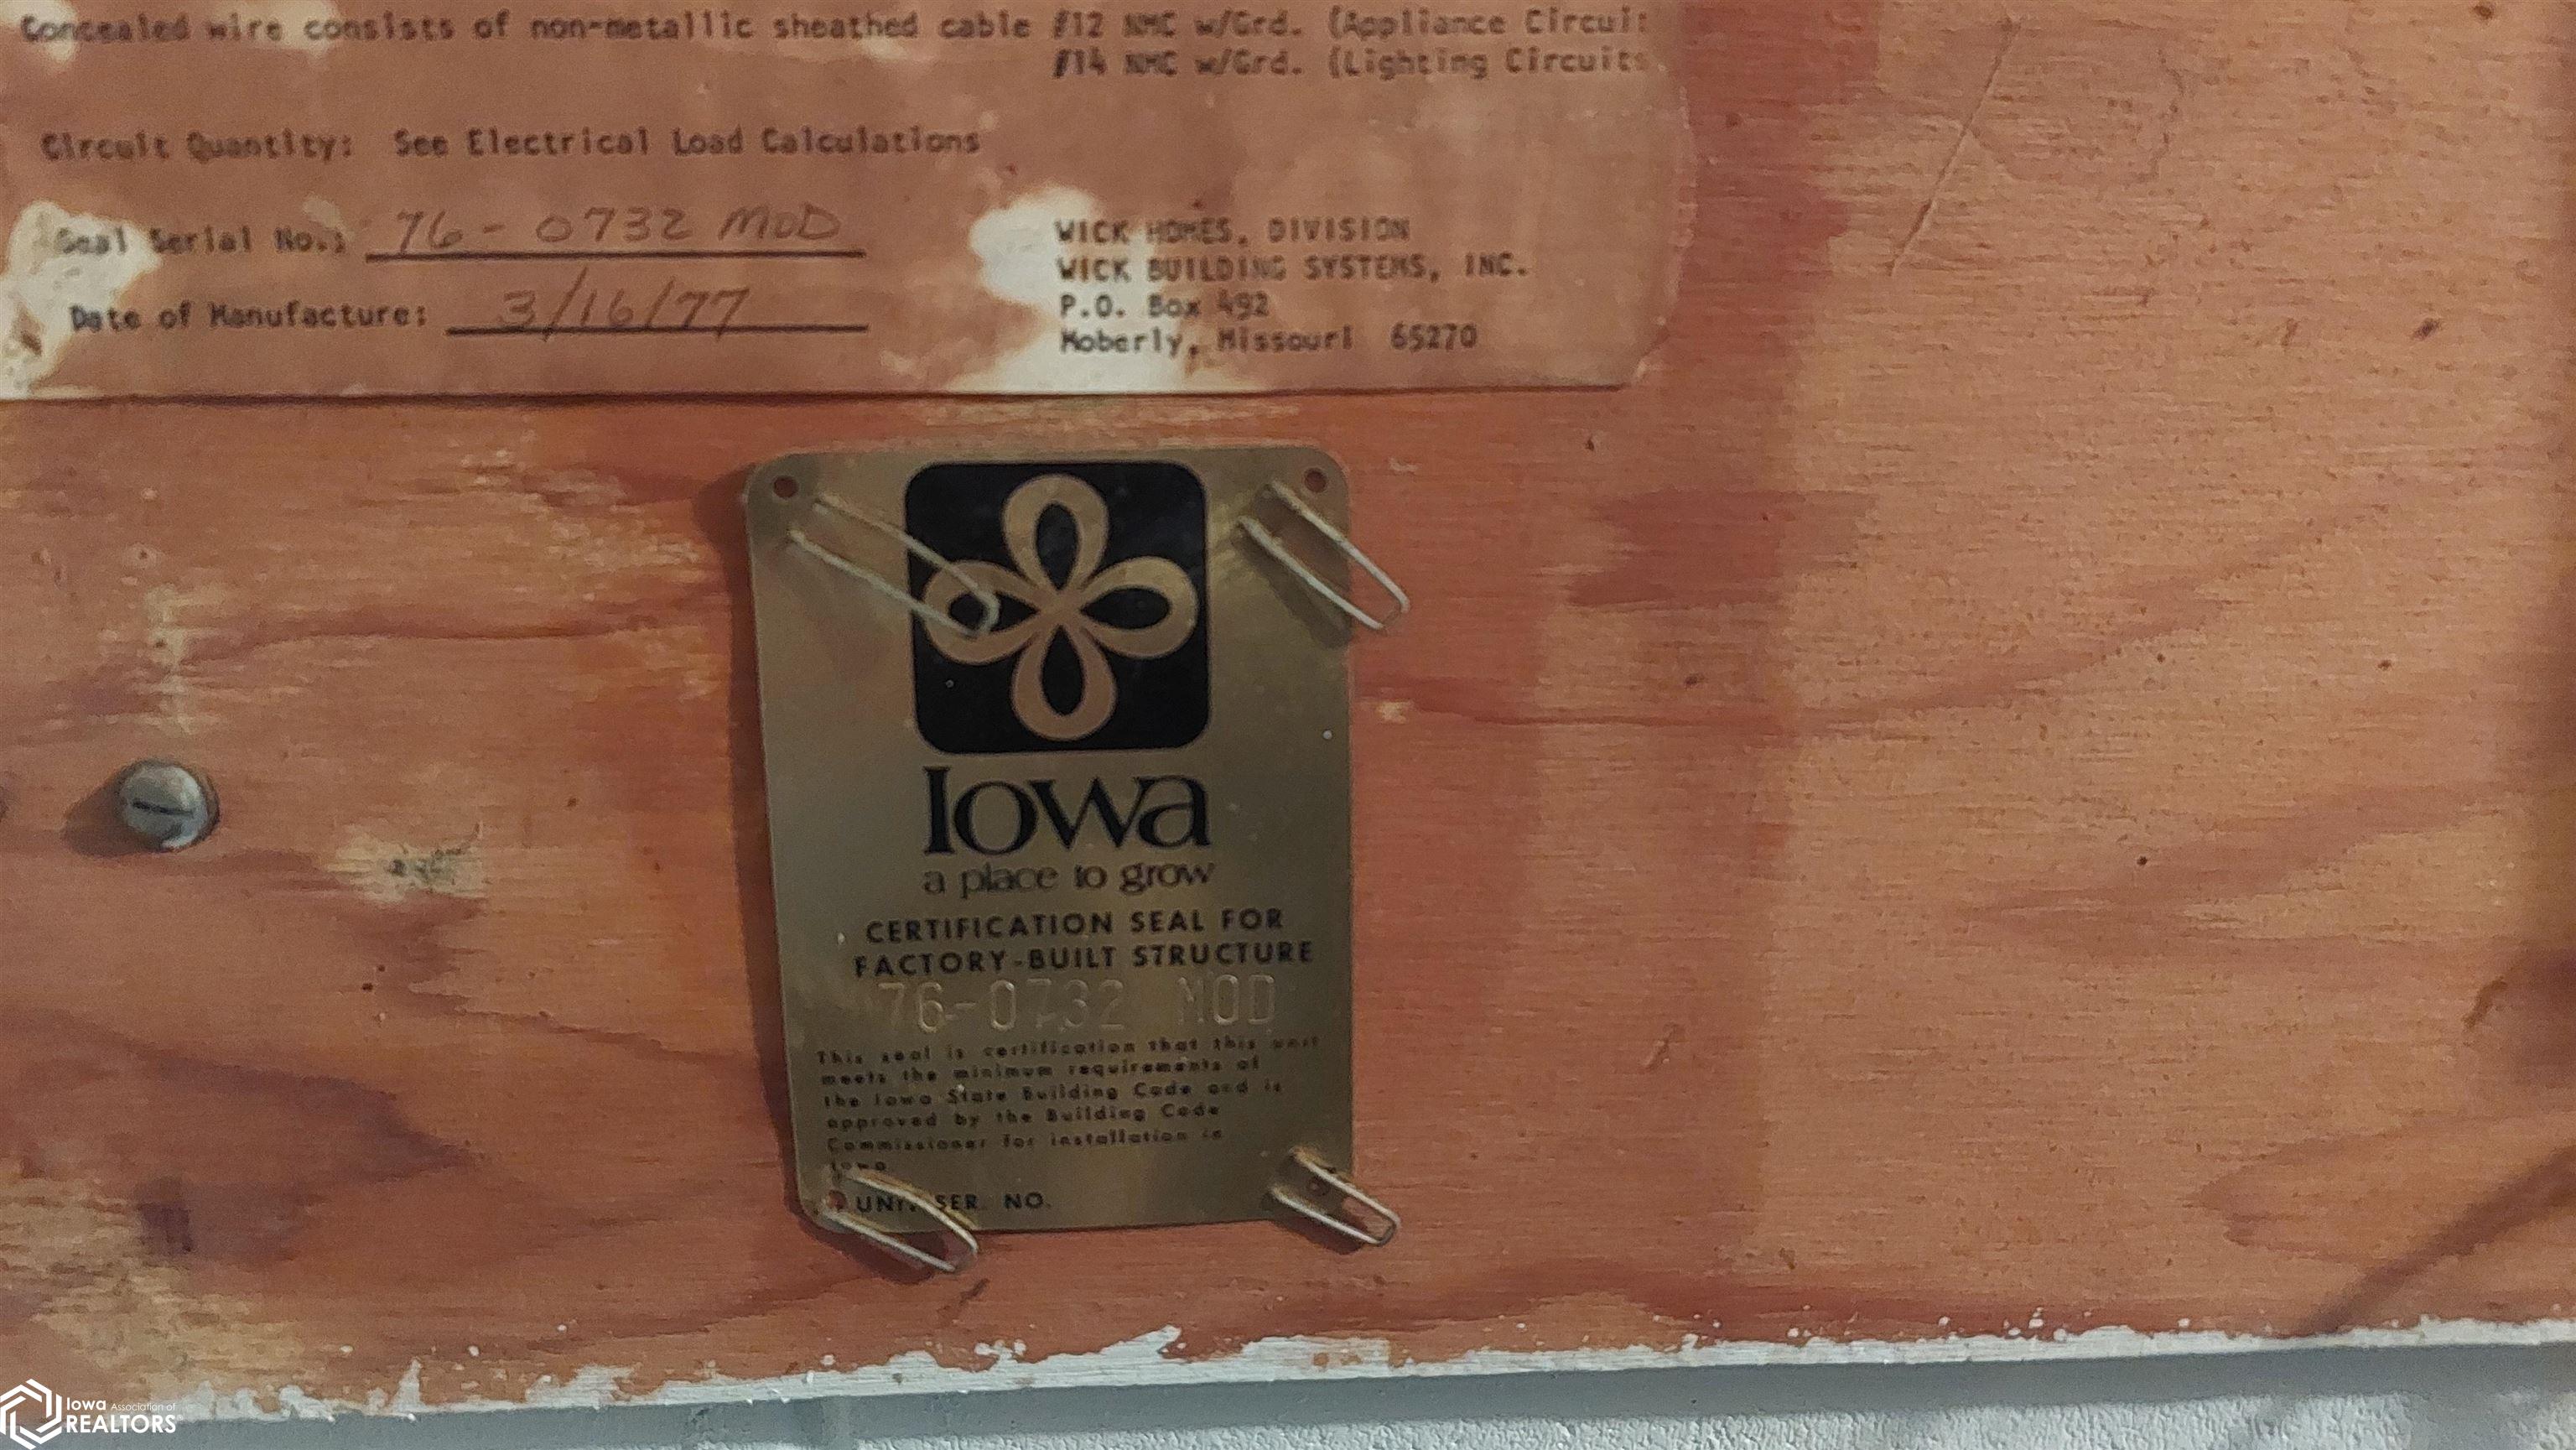 Concealed wire consists of non-metallic sheathed cable #12 NMC w/Grd. (Appliance Circuit
#14 NMC w/Grd. (Lighting Circuits
Circuit Quantity: See Electrical Load Calculations
Seal Serial No.: 76-0732 MOD
Date of Manufacture: 3/16/77
WICK HOMES, DIVISION
WICK BUILDING SYSTEMS, INC.
P.O. Box 492
Moberly, Missouri 65270
Iowa
a place to grow
CERTIFICATION SEAL FOR
FACTORY-BUILT STRUCTURE
76-0732 MOD
This seal is certification that this unit
meets the minimum requirements of
the Iowa State Building Code and is
approved by the Building Code
Commissioner for installation in
Iowa
UNIT SER. NO.
Iowa Association of
REALTORS